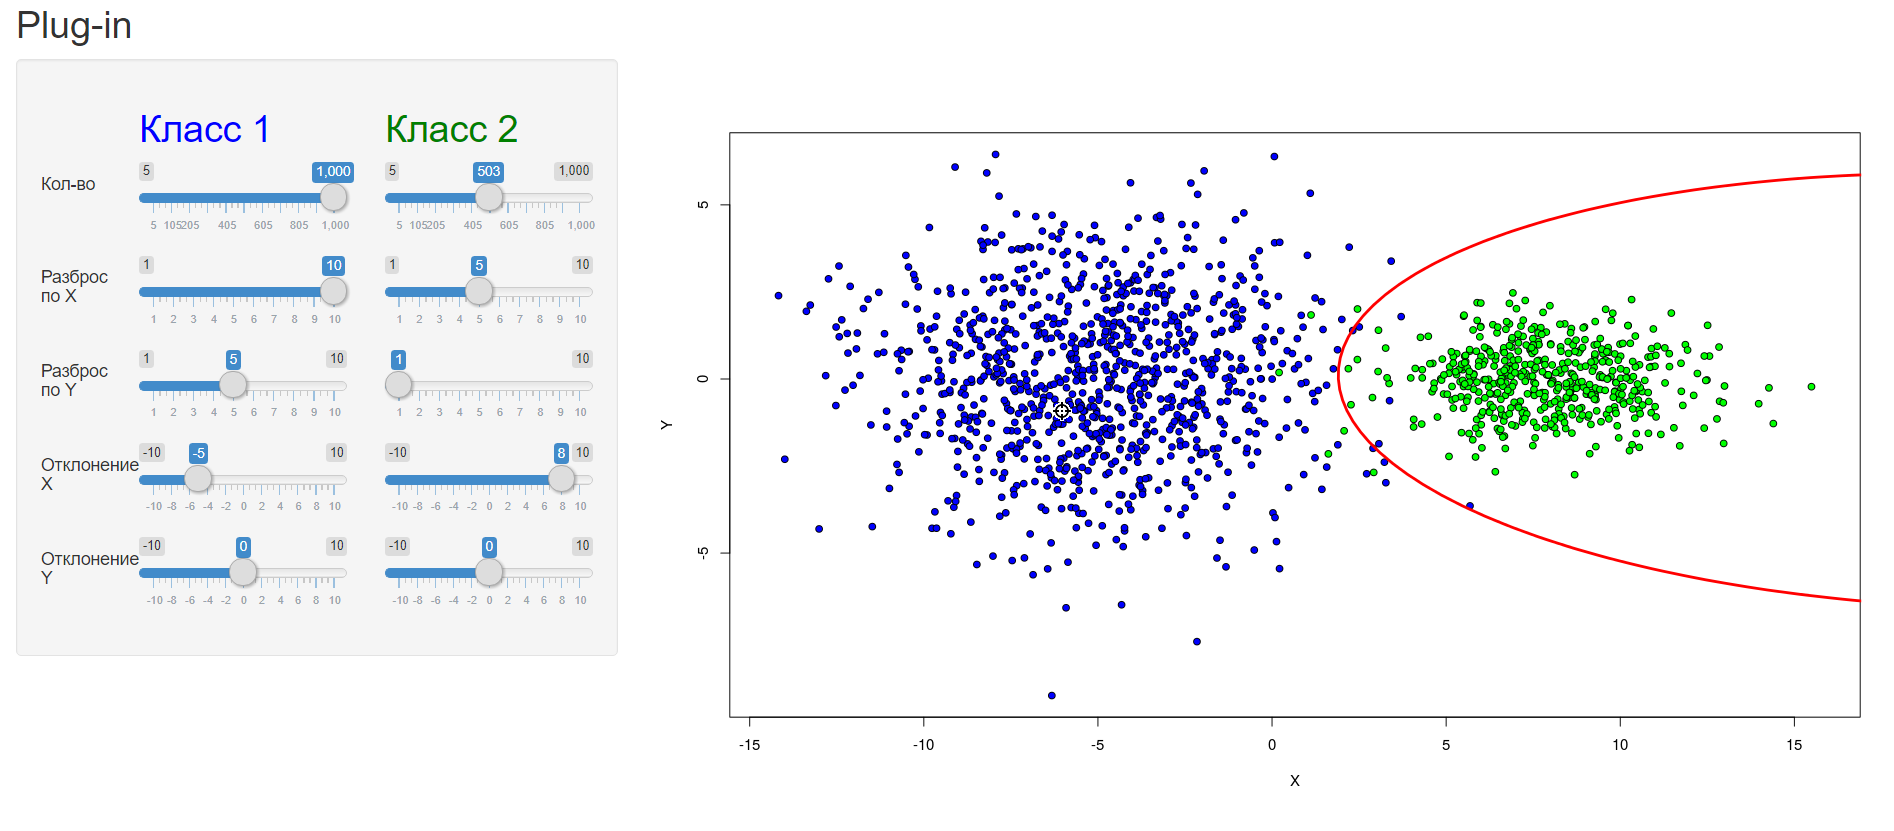 Plug-in
Класс 1 Класс 2
Кол-во 5 1,000 5 503 1,000
5 105205 405 605 805 1,000 5 105205 405 605 805 1,000
Разброс по X 1 10 1 5 10
1 2 3 4 5 6 7 8 9 10 1 2 3 4 5 6 7 8 9 10
Разброс по Y 1 5 10 1 10
1 2 3 4 5 6 7 8 9 10 1 2 3 4 5 6 7 8 9 10
Отклонение X -10 -5 10 -10 8 10
-10 -8 -6 -4 -2 0 2 4 6 8 10 -10 -8 -6 -4 -2 0 2 4 6 8 10
Отклонение Y -10 0 10 -10 0 10
-10 -8 -6 -4 -2 0 2 4 6 8 10 -10 -8 -6 -4 -2 0 2 4 6 8 10
5
0
-5
Y
-15 -10 -5 0 5 10 15
X